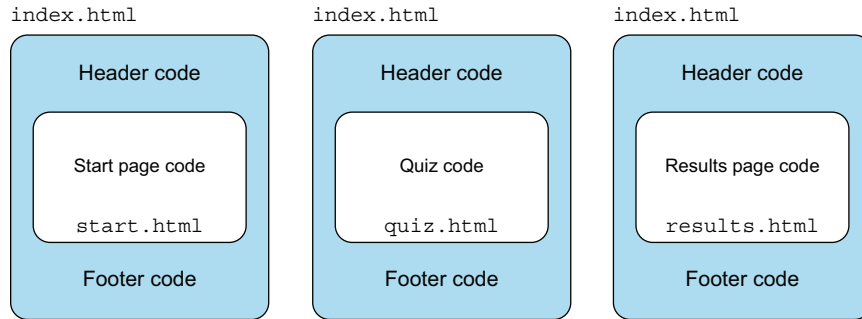 index.html
Header code
Start page code
start.html
Footer code
index.html
Header code
Quiz code
quiz.html
Footer code
index.html
Header code
Results page code
results.html
Footer code